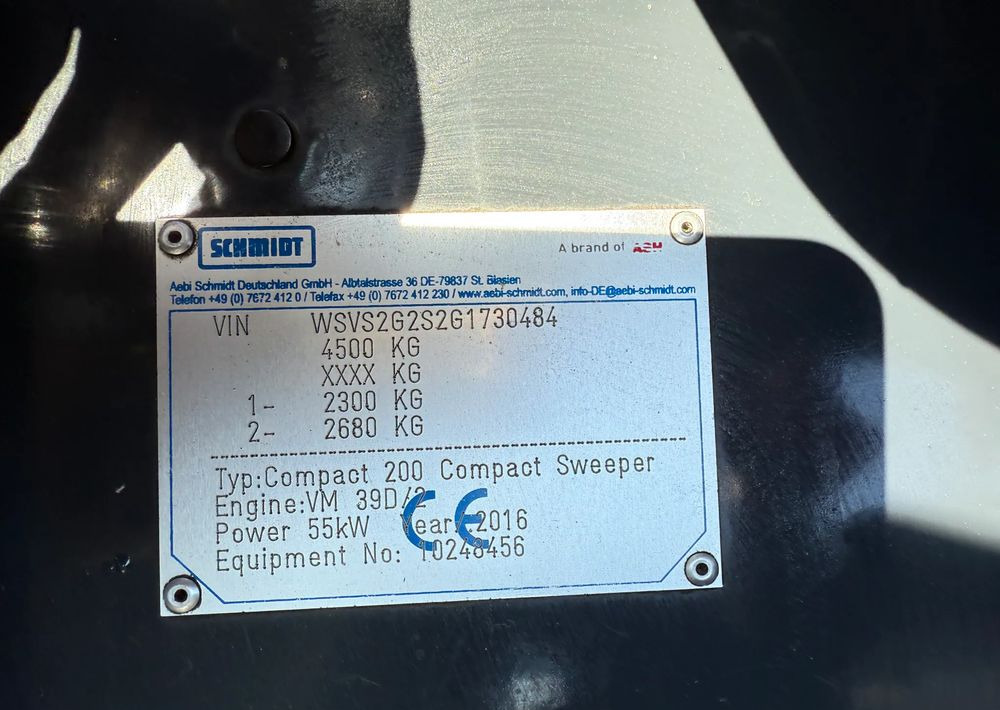 SCHMIDT
A brand of ASH
Aebi Schmidt Deutschland GmbH - Albtalstrasse 36 DE-79837 St. Blasien
Telefon +49 (0) 7672 412 0 / Telefax +49 (0) 7672 412 230 / www.aebi-schmidt.com, info-DE@aebi-schmidt.com
VIN WSVS2G2S2G1730484
4500 KG
XXXX KG
1- 2300 KG
2- 2680 KG
Typ:Compact 200 Compact Sweeper
Engine:VM 39D/2
Power 55kW Year/:2016
Equipment No: 10248456
CE